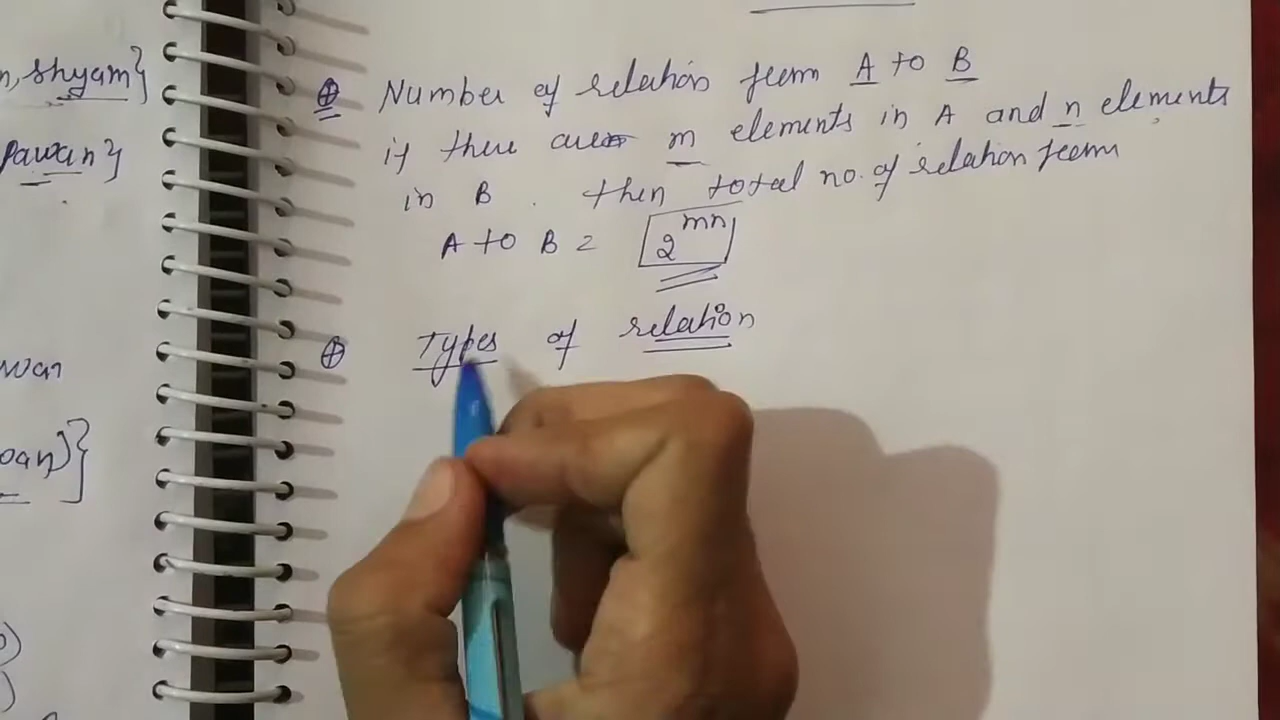 n, shyam}
Pawan}
wan
Number of relation from A to B
if there are m elements in A and n elements
in B . then total no. of relation from
A to B = 2^mn
Types of relation